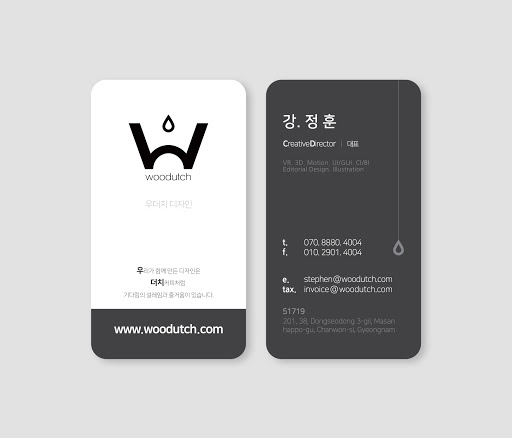 woodutch
우더치 디자인
우리가 함께 만든 디자인은
더치커피처럼
기다림의 설레임과 즐거움이 있습니다.
www.woodutch.com
강. 정 훈
CreativeDirector | 대표
VR. 3D. Motion. UI/GUI. CI/BI
Editorial Design. Illustration
t. 070. 8880. 4004
f. 010. 2901. 4004
e. stephen@woodutch.com
tax. invoice@woodutch.com
51719
201, 38, Dongseodong 3-gil, Masan
happo-gu, Chanwon-si, Gyeongnam